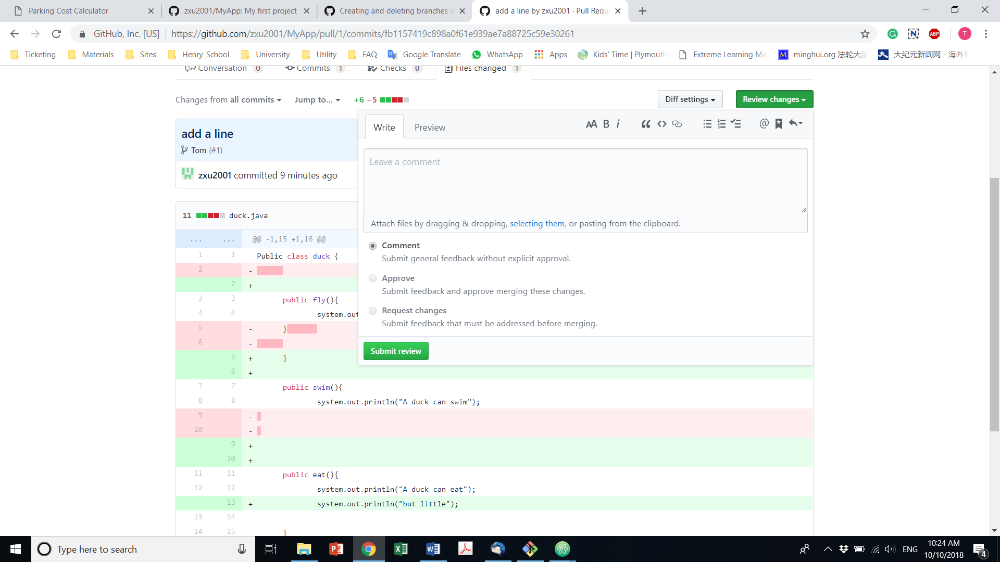 Parking Cost Calculator
zxu2001/MyApp: My first project
Creating and deleting branches w
add a line by zxu2001 · Pull Requ
GitHub, Inc. [US] https://github.com/zxu2001/MyApp/pull/1/commits/fb1157419c898a0f61e939ae7a88725c59e30261
ABP T
Ticketing Materials Sites Henry_School University Utility FAQ Google Translate WhatsApp Apps Kids' Time | Plymouth Extreme Learning Ma M minghui.org 法轮大法 大纪元新闻网 - 海外
Conversation 0 Commits 1 Checks 0 Files changed 1
Changes from all commits Jump to... +6 −5 Diff settings Review changes
Write Preview
add a line
Tom (#1)
zxu2001 committed 9 minutes ago
Leave a comment
Attach files by dragging & dropping, selecting them, or pasting from the clipboard.
Comment
Submit general feedback without explicit approval.
Approve
Submit feedback and approve merging these changes.
Request changes
Submit feedback that must be addressed before merging.
Submit review
11 duck.java
... ... @@ -1,15 +1,16 @@
1 1 Public class duck {
2 -
2 +
3 3 public fly(){
4 4 system.out
5 - }
6 -
5 + }
6 +
7 7 public swim(){
8 8 system.out.println("A duck can swim");
9 -
10 -
9 +
10 +
11 11 public eat(){
12 12 system.out.println("A duck can eat");
13 + system.out.println("but little");
13 14
14 15 }
Type here to search
ENG
10:24 AM
10/10/2018
4